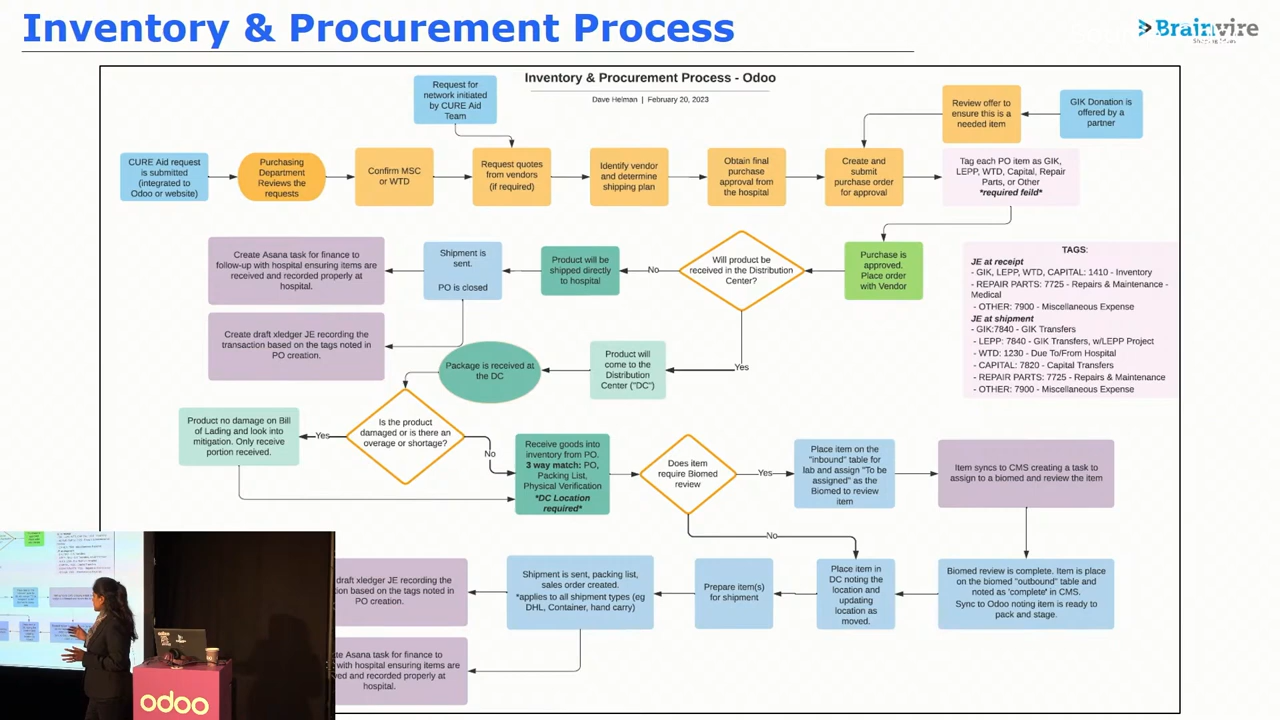 Inventory & Procurement Process
Brainvire
Inventory & Procurement Process - Odoo
Dave Helman | February 20, 2023
Request for
network initiated
by CURE Aid
Team
Review offer to
ensure this is a
needed item
GIK Donation is
offered by a
partner
CURE Aid request
is submitted
(integrated to
Odoo or website)
Purchasing
Department
Reviews the
requests
Confirm MSC
or WTD
Request quotes
from vendors
(if required)
Identify vendor
and determine
shipping plan
Obtain final
purchase
approval from
the hospital
Create and
submit
purchase order
for approval
Tag each PO item as GIK,
LEPP, WTD, Capital, Repair
Parts, or Other
*required feild*
Create Asana task for finance to
follow-up with hospital ensuring items are
received and recorded properly at
hospital.
Shipment is
sent.
PO is closed
Product will be
shipped directly
to hospital
No
Will product be
received in the Distribution
Center?
Purchase is
approved.
Place order
with Vendor
TAGS:
JE at receipt
- GIK, LEPP, WTD, CAPITAL: 1410 - Inventory
- REPAIR PARTS: 7725 - Repairs & Maintenance -
Medical
- OTHER: 7900 - Miscellaneous Expense
JE at shipment
- GIK:7840 - GIK Transfers
- LEPP: 7840 - GIK Transfers, w/LEPP Project
- WTD: 1230 - Due To/From Hospital
- CAPITAL: 7820 - Capital Transfers
- REPAIR PARTS: 7725 - Repairs & Maintenance
- OTHER: 7900 - Miscellaneous Expense
Create draft xledger JE recording the
transaction based on the tags noted in
PO creation.
Package is received at
the DC
Product will
come to the
Distribution
Center ("DC")
Yes
Product no damage on Bill
of Lading and look into
mitigation. Only receive
portion received.
Yes
Is the product
damaged or is there an
overage or shortage?
No
Receive goods into
inventory from PO.
3 way match: PO,
Packing List,
Physical Verification
*DC Location
required*
Does item
require Biomed
review
Yes
Place item on the
"inbound" table for
lab and assign "To be
assigned" as the
Biomed to review
item
Item syncs to CMS creating a task to
assign to a biomed and review the item
No
draft xledger JE recording the
ion based on the tags noted in
PO creation.
Shipment is sent, packing list,
sales order created.
*applies to all shipment types (eg
DHL, Container, hand carry)
Prepare item(s)
for shipment
Place item in
DC noting the
location and
updating
location as
moved.
Biomed review is complete. Item is place
on the biomed "outbound" table and
noted as 'complete' in CMS.
Sync to Odoo noting item is ready to
pack and stage.
te Asana task for finance to
with hospital ensuring items are
ved and recorded properly at
hospital.
odoo